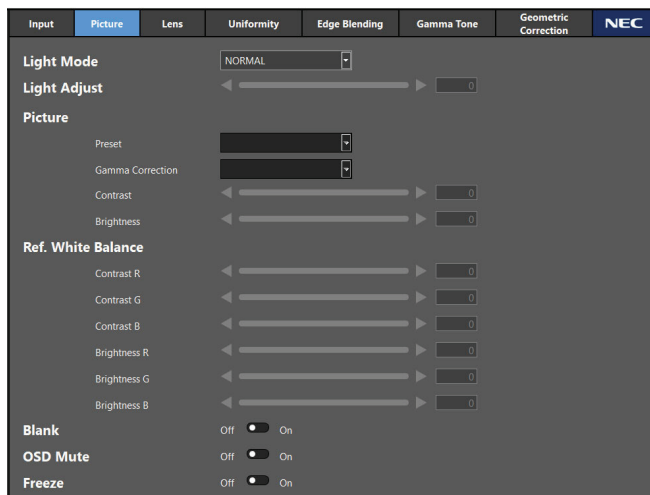 Input Picture Lens Uniformity Edge Blending Gamma Tone Geometric Correction NEC
Light Mode NORMAL
Light Adjust 0
Picture
Preset
Gamma Correction
Contrast 0
Brightness 0
Ref. White Balance
Contrast R 0
Contrast G 0
Contrast B 0
Brightness R 0
Brightness G 0
Brightness B 0
Blank Off On
OSD Mute Off On
Freeze Off On